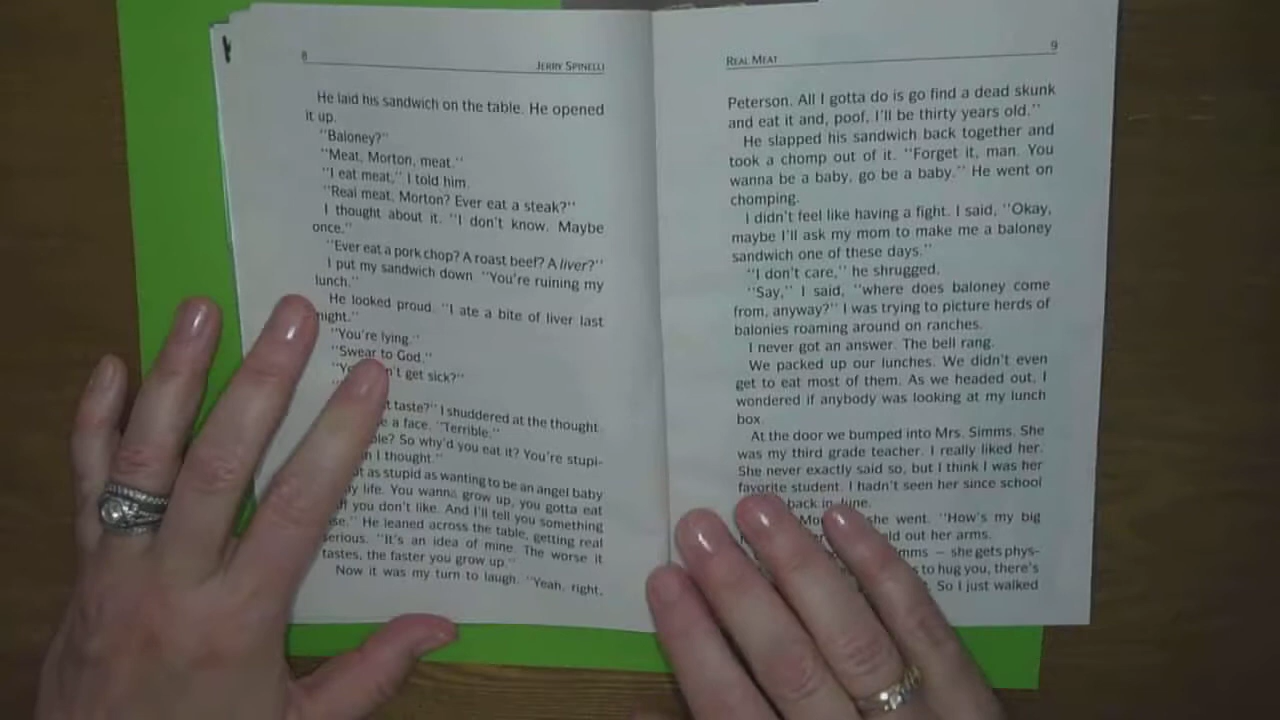 8
JERRY SPINELLI
He laid his sandwich on the table. He opened
it up.
"Baloney?"
"Meat, Morton, meat."
"I eat meat," I told him.
"Real meat, Morton? Ever eat a steak?"
I thought about it. "I don't know. Maybe
once."
"Ever eat a pork chop? A roast beef? A liver?"
I put my sandwich down. "You're ruining my
lunch."
He looked proud. "I ate a bite of liver last
night."
"You're lying."
"Swear to God."
get sick?"
taste?" I shuddered at the thought.
a face. "Terrible."
So why'd you eat it? You're stupi-
I thought."
as stupid as wanting to be an angel baby
life. You wanna grow up, you gotta eat
you don't like. And I'll tell you something
He leaned across the table, getting real
serious. "It's an idea of mine. The worse it
tastes, the faster you grow up."
Now it was my turn to laugh. "Yeah, right,
REAL MEAT
9
Peterson. All I gotta do is go find a dead skunk
and eat it and, poof, I'll be thirty years old."
He slapped his sandwich back together and
took a chomp out of it. "Forget it, man. You
wanna be a baby, go be a baby." He went on
chomping.
I didn't feel like having a fight. I said, "Okay,
maybe I'll ask my mom to make me a baloney
sandwich one of these days."
"I don't care," he shrugged.
"Say," I said, "where does baloney come
from, anyway?" I was trying to picture herds of
balonies roaming around on ranches.
I never got an answer. The bell rang.
We packed up our lunches. We didn't even
get to eat most of them. As we headed out, I
wondered if anybody was looking at my lunch
box.
At the door we bumped into Mrs. Simms. She
was my third grade teacher. I really liked her.
She never exactly said so, but I think I was her
favorite student. I hadn't seen her since school
back in June.
she went. "How's my big
out her arms.
— she gets phys-
to hug you, there's
So I just walked